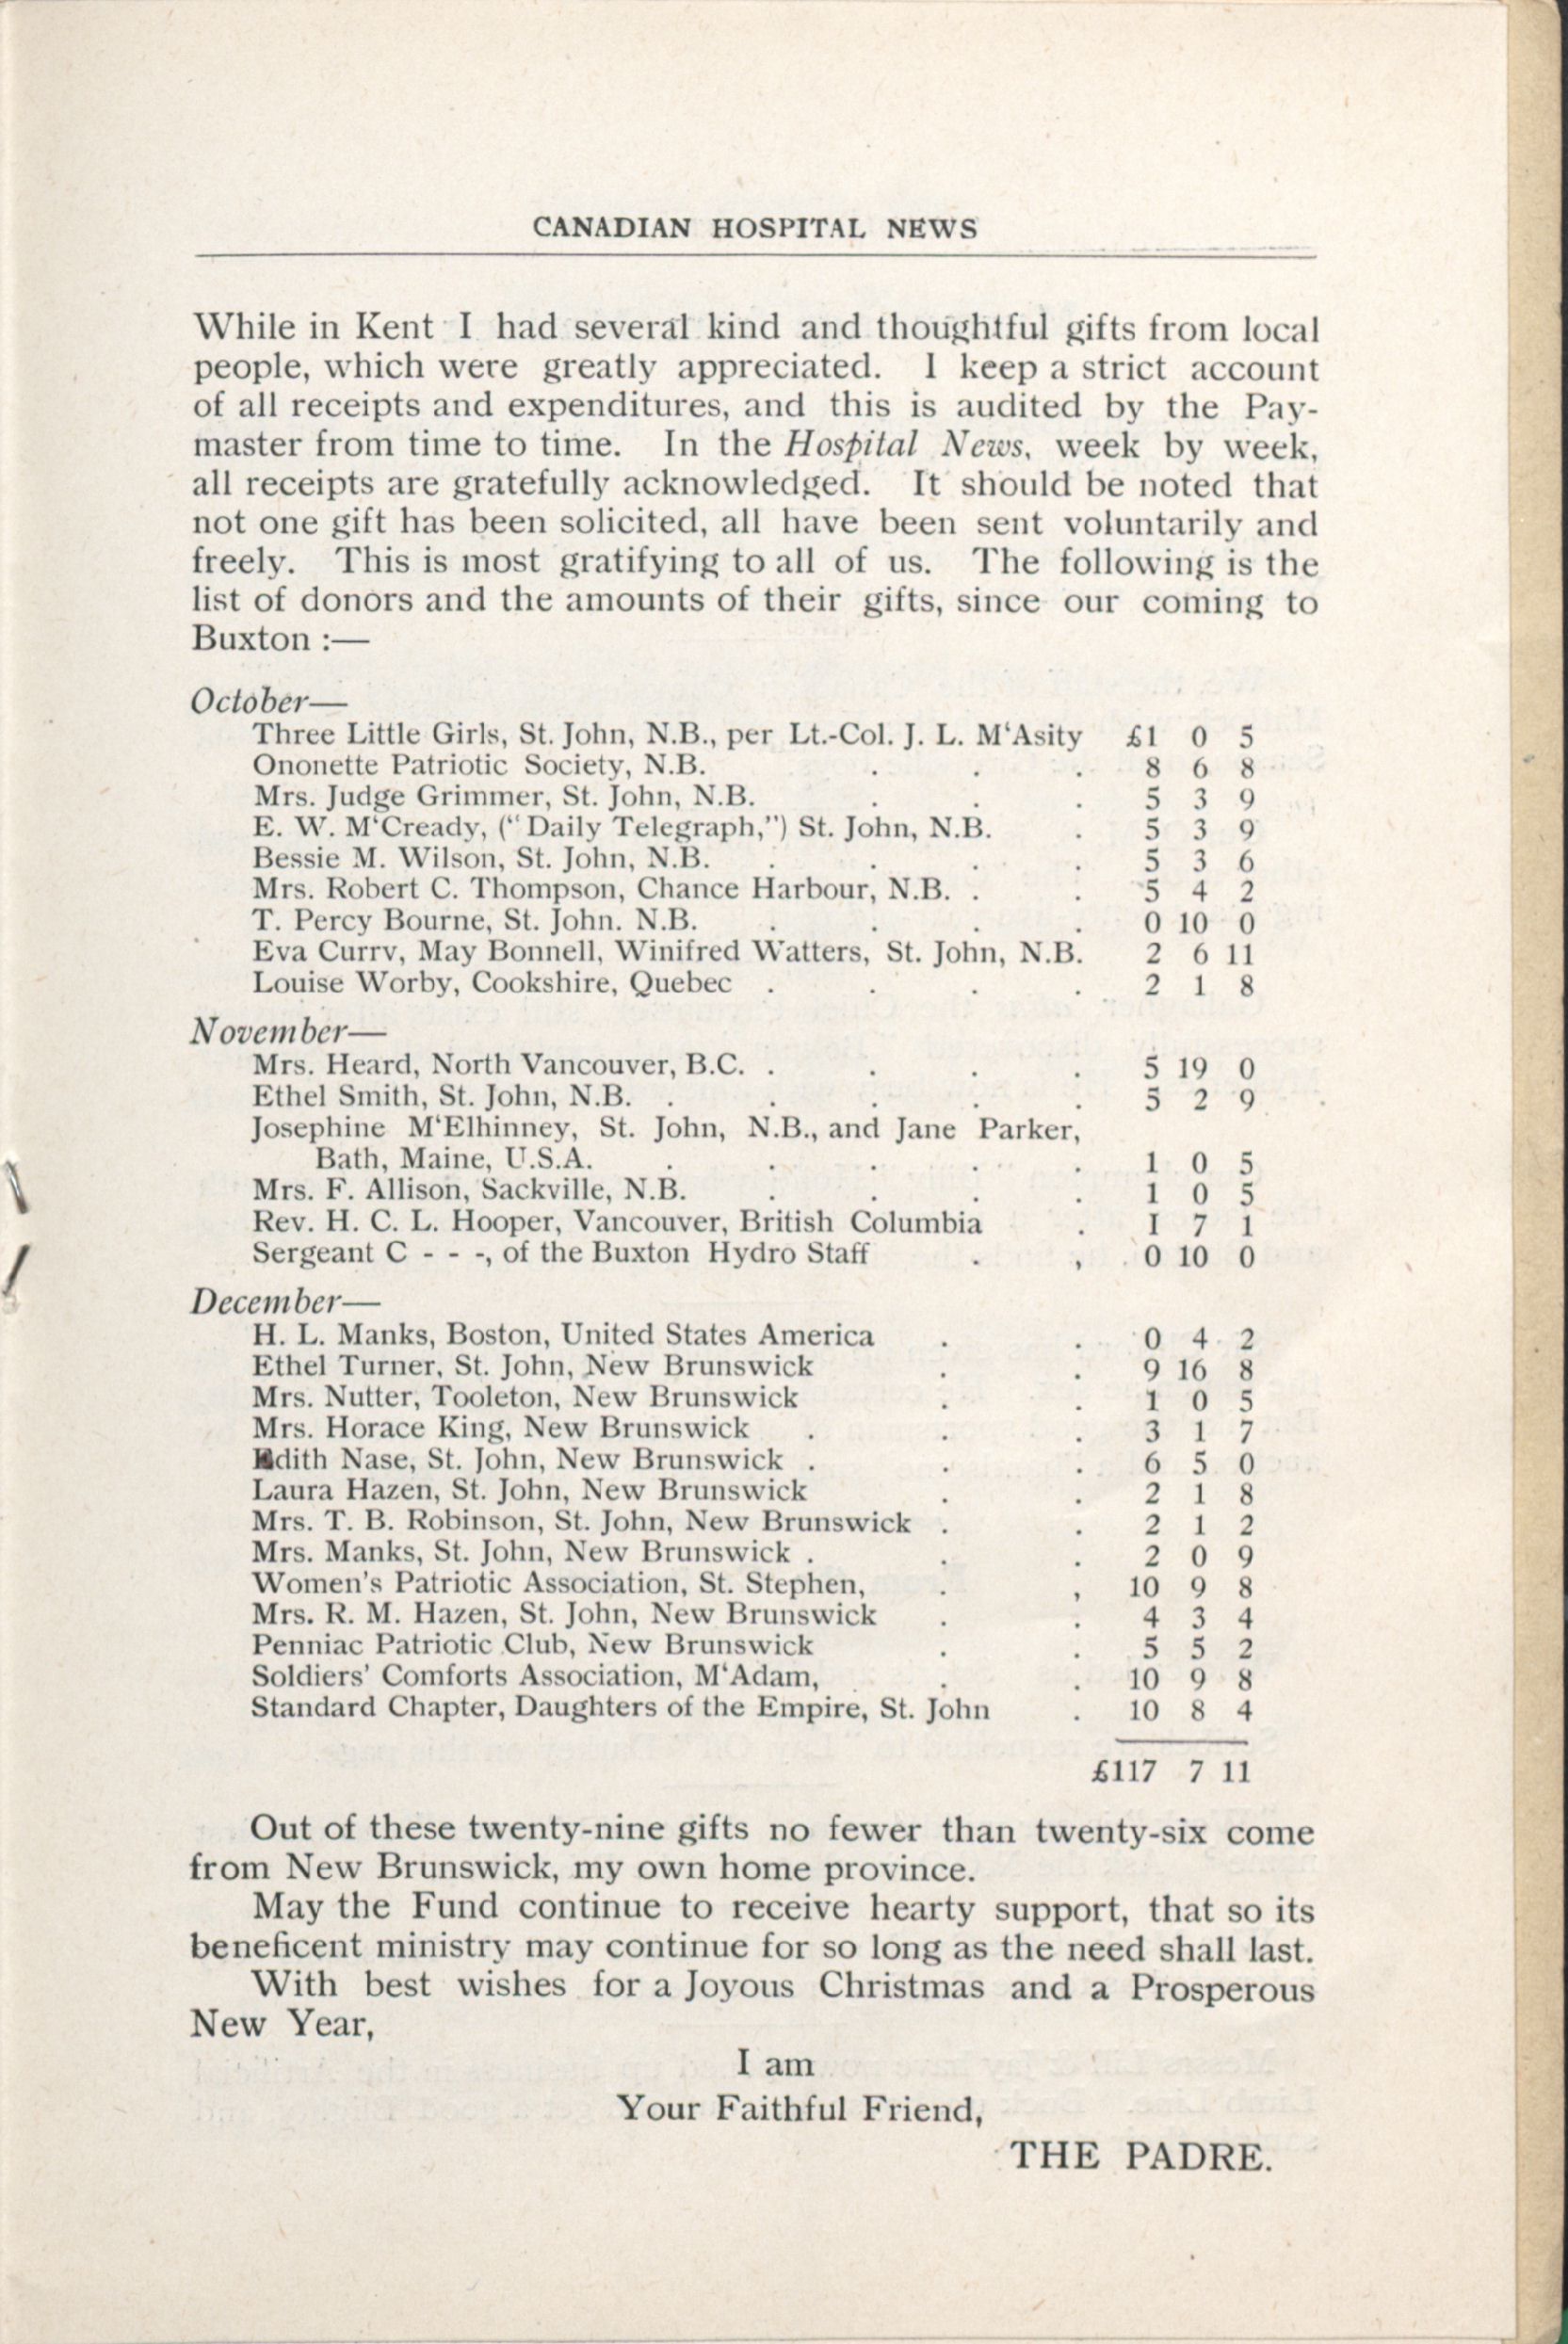 CANADIAN HOSPITAL NEWS
While in Kent I had several kind and thoughtful gifts from local
people, which were greatly appreciated. I keep a strict account
of all receipts and expenditures, and this is audited by the Pay-
master from time to time. In the Hospital News, week by week,
all receipts are gratefully acknowledged. It should be noted that
not one gift has been solicited, all have been sent voluntarily and
freely. This is most gratifying to all of us. The following is the
list of donors and the amounts of their gifts, since our coming to
Buxton :—
October—
Three Little Girls, St. John, N.B., per Lt.-Col. J. L. M‘Asity £1 0 5
Ononette Patriotic Society, N.B. . . . 8 6 8
Mrs. Judge Grimmer, St. John, N.B. . . . 5 3 9
E. W. M‘Cready, (“Daily Telegraph,”) St. John, N.B. . 5 3 9
Bessie M. Wilson, St. John, N.B. . . . . 5 3 6
Mrs. Robert C. Thompson, Chance Harbour, N.B. . . 5 4 2
T. Percy Bourne, St. John. N.B. . . . . 0 10 0
Eva Currv, May Bonnell, Winifred Watters, St. John, N.B. 2 6 11
Louise Worby, Cookshire, Quebec . . . . 2 1 8
November—
Mrs. Heard, North Vancouver, B.C. . . . . 5 19 0
Ethel Smith, St. John, N.B. . . . . . 5 2 9
Josephine M‘Elhinney, St. John, N.B., and Jane Parker,
Bath, Maine, U.S.A. . . . . . 1 0 5
Mrs. F. Allison, Sackville, N.B. . . . . 1 0 5
Rev. H. C. L. Hooper, Vancouver, British Columbia . 1 7 1
Sergeant C - - -, of the Buxton Hydro Staff . , 0 10 0
December—
H. L. Manks, Boston, United States America . . 0 4 2
Ethel Turner, St. John, New Brunswick . . 9 16 8
Mrs. Nutter, Tooleton, New Brunswick . . 1 0 5
Mrs. Horace King, New Brunswick . . . 3 1 7
Edith Nase, St. John, New Brunswick . . . 6 5 0
Laura Hazen, St. John, New Brunswick . . 2 1 8
Mrs. T. B. Robinson, St. John, New Brunswick . . 2 1 2
Mrs. Manks, St. John, New Brunswick . . . 2 0 9
Women's Patriotic Association, St. Stephen, . , 10 9 8
Mrs. R. M. Hazen, St. John, New Brunswick . . 4 3 4
Penniac Patriotic Club, New Brunswick . . 5 5 2
Soldiers' Comforts Association, M‘Adam, . . 10 9 8
Standard Chapter, Daughters of the Empire, St. John . 10 8 4
£117 7 11
Out of these twenty-nine gifts no fewer than twenty-six come
from New Brunswick, my own home province.
May the Fund continue to receive hearty support, that so its
beneficent ministry may continue for so long as the need shall last.
With best wishes for a Joyous Christmas and a Prosperous
New Year,
I am
Your Faithful Friend,
THE PADRE.